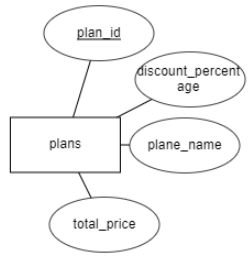 plan_id
discount_percent
age
plans
plane_name
total_price